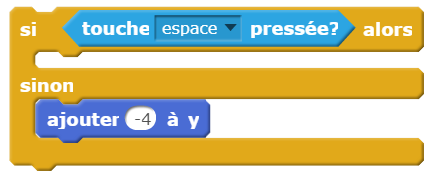 si touche espace pressée? alors
sinon
ajouter -4 à y